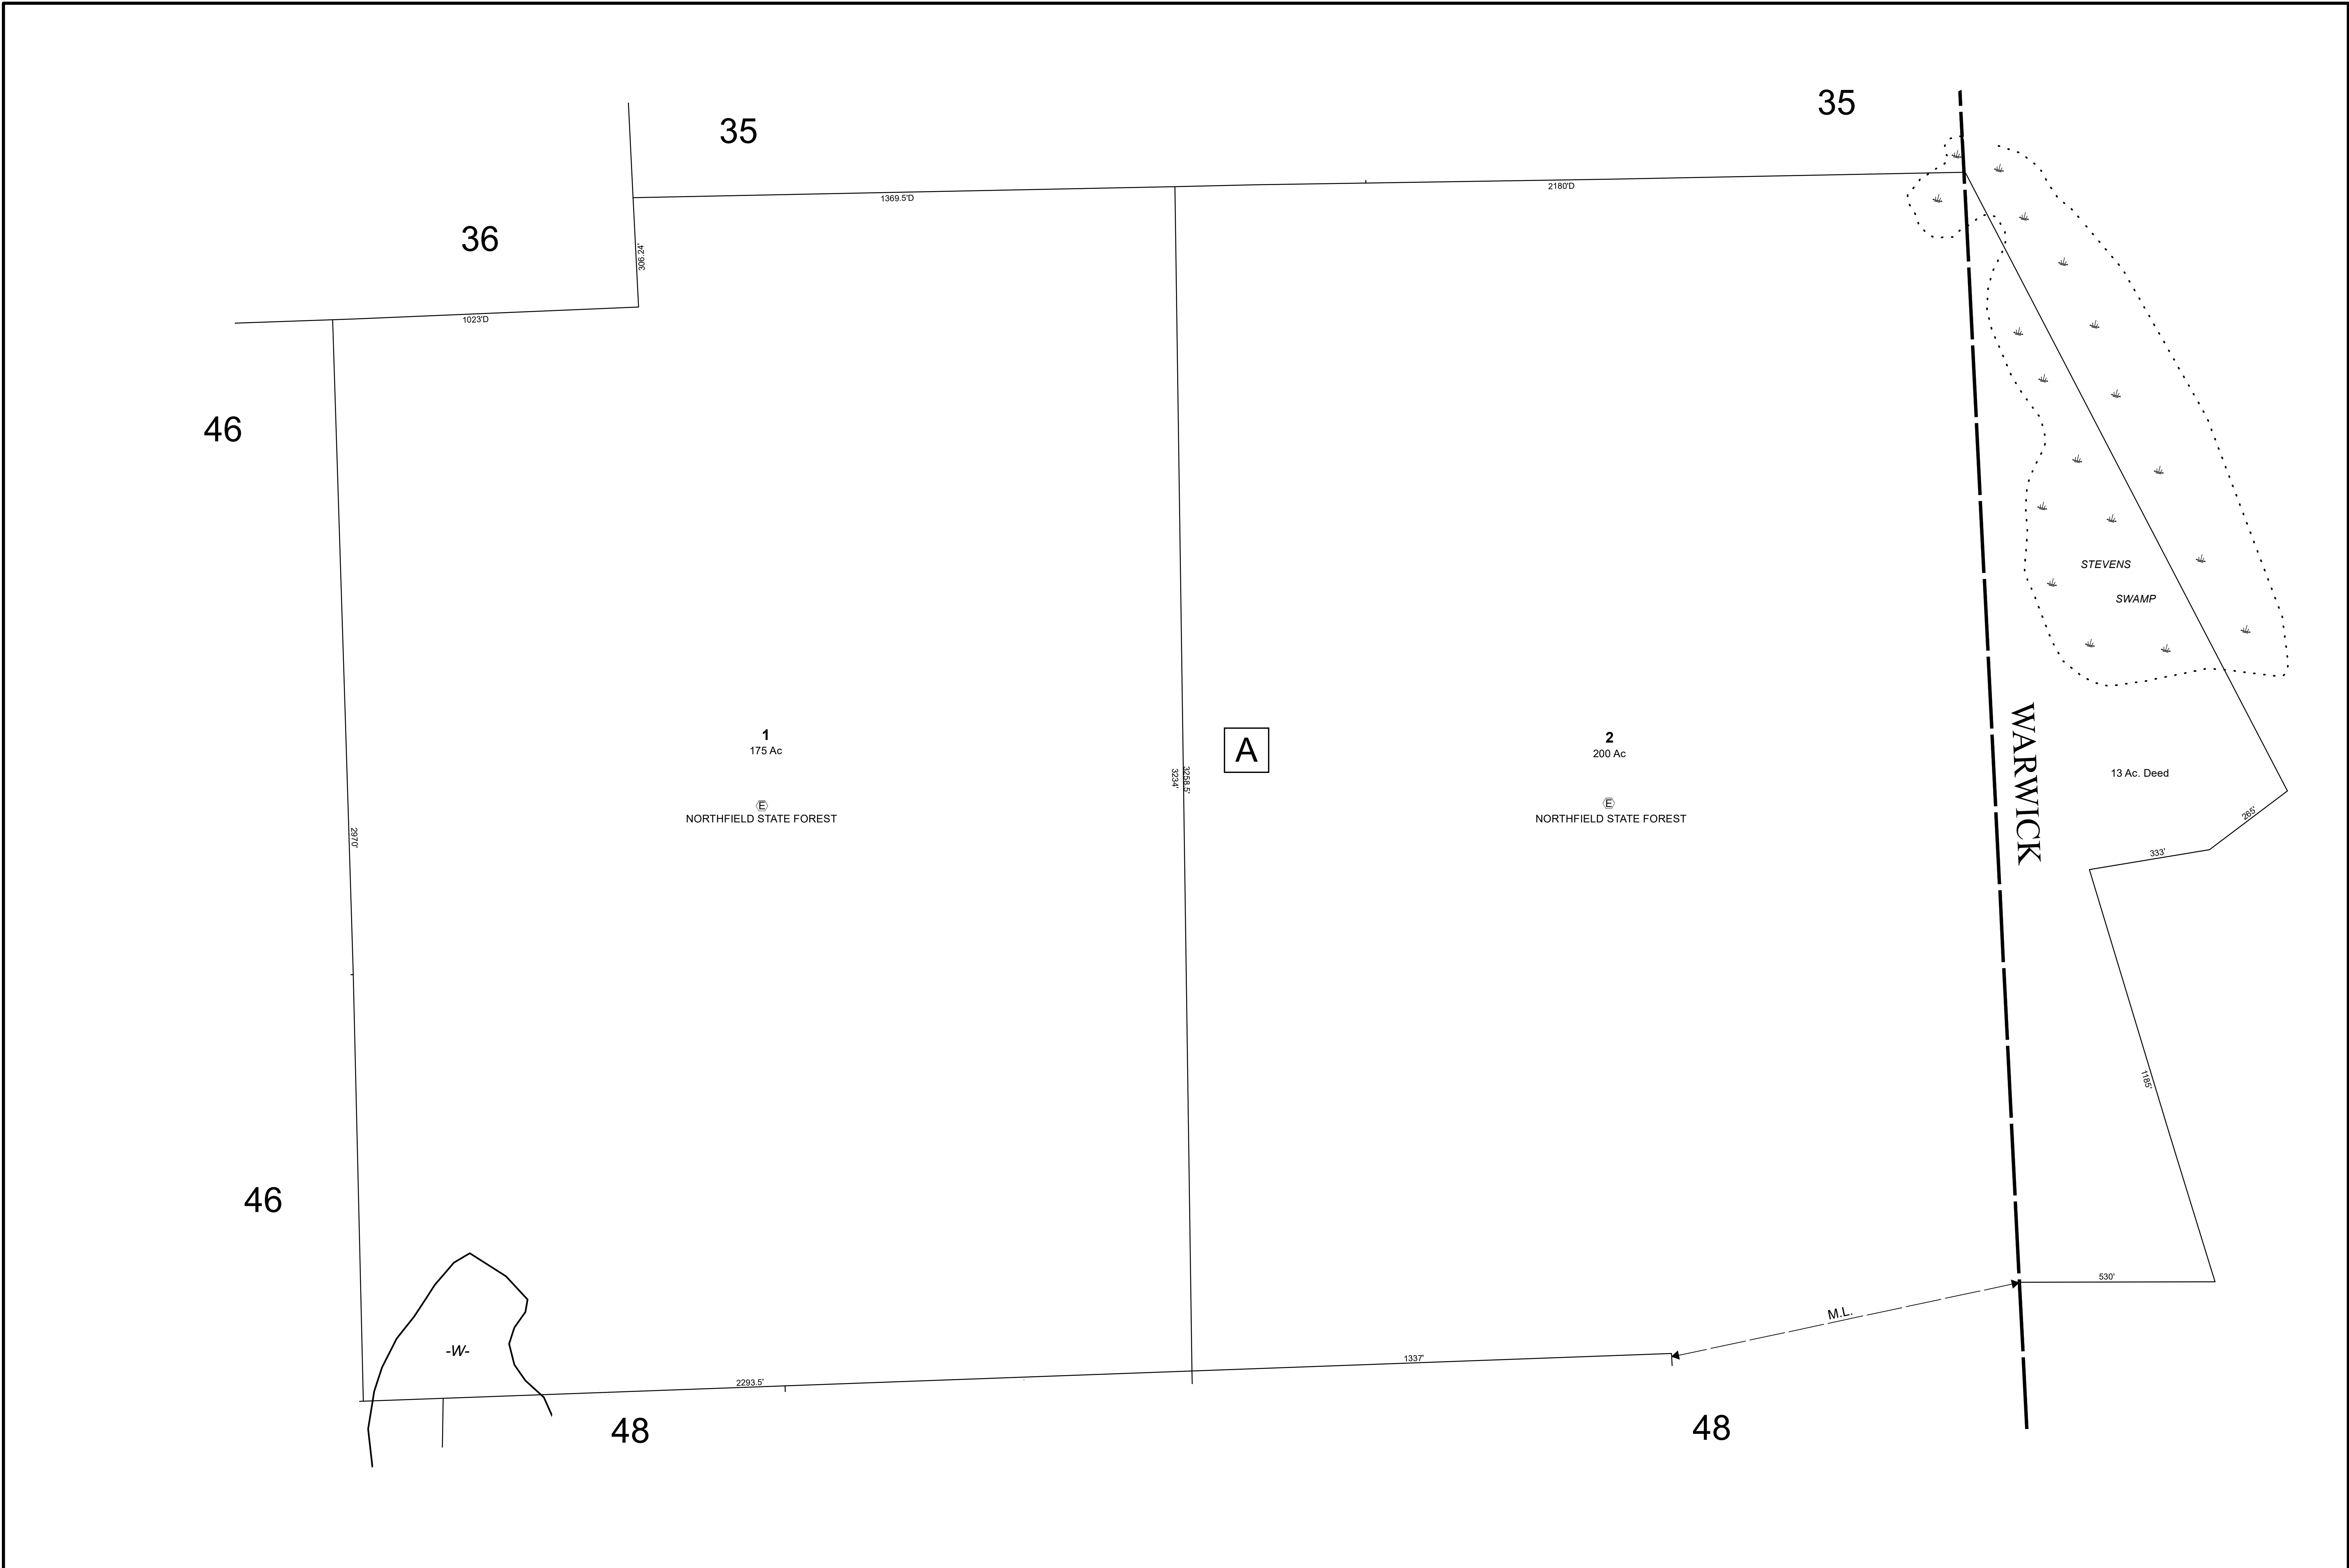 35
35
36
1369.5'D
2180'D
306.24'
1023'D
46
STEVENS
SWAMP
1
175 Ac
E
NORTHFIELD STATE FOREST
A
2
200 Ac
E
NORTHFIELD STATE FOREST
3258.5'
3234'
2970'
WARWICK
13 Ac. Deed
265'
333'
1185'
46
530'
M.L.
-W-
1337'
2293.5'
48
48